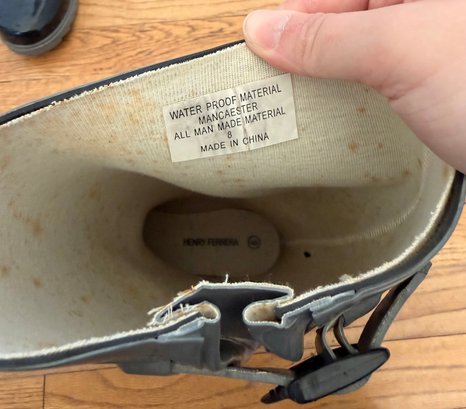 WATER PROOF MATERIAL
MANCAESTER
ALL MAN MADE MATERIAL
8
MADE IN CHINA
HENRY FERRERA